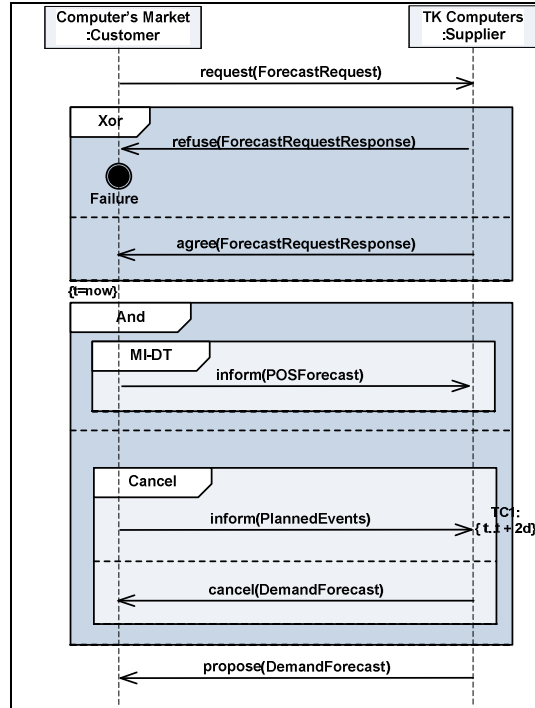 Computer's Market
:Customer
TK Computers
:Supplier
request(ForecastRequest)
Xor
refuse(ForecastRequestResponse)
Failure
agree(ForecastRequestResponse)
{t=now}
And
MI-DT
inform(POSForecast)
Cancel
inform(PlannedEvents)
TC1:
{ t..t + 2d}
cancel(DemandForecast)
propose(DemandForecast)